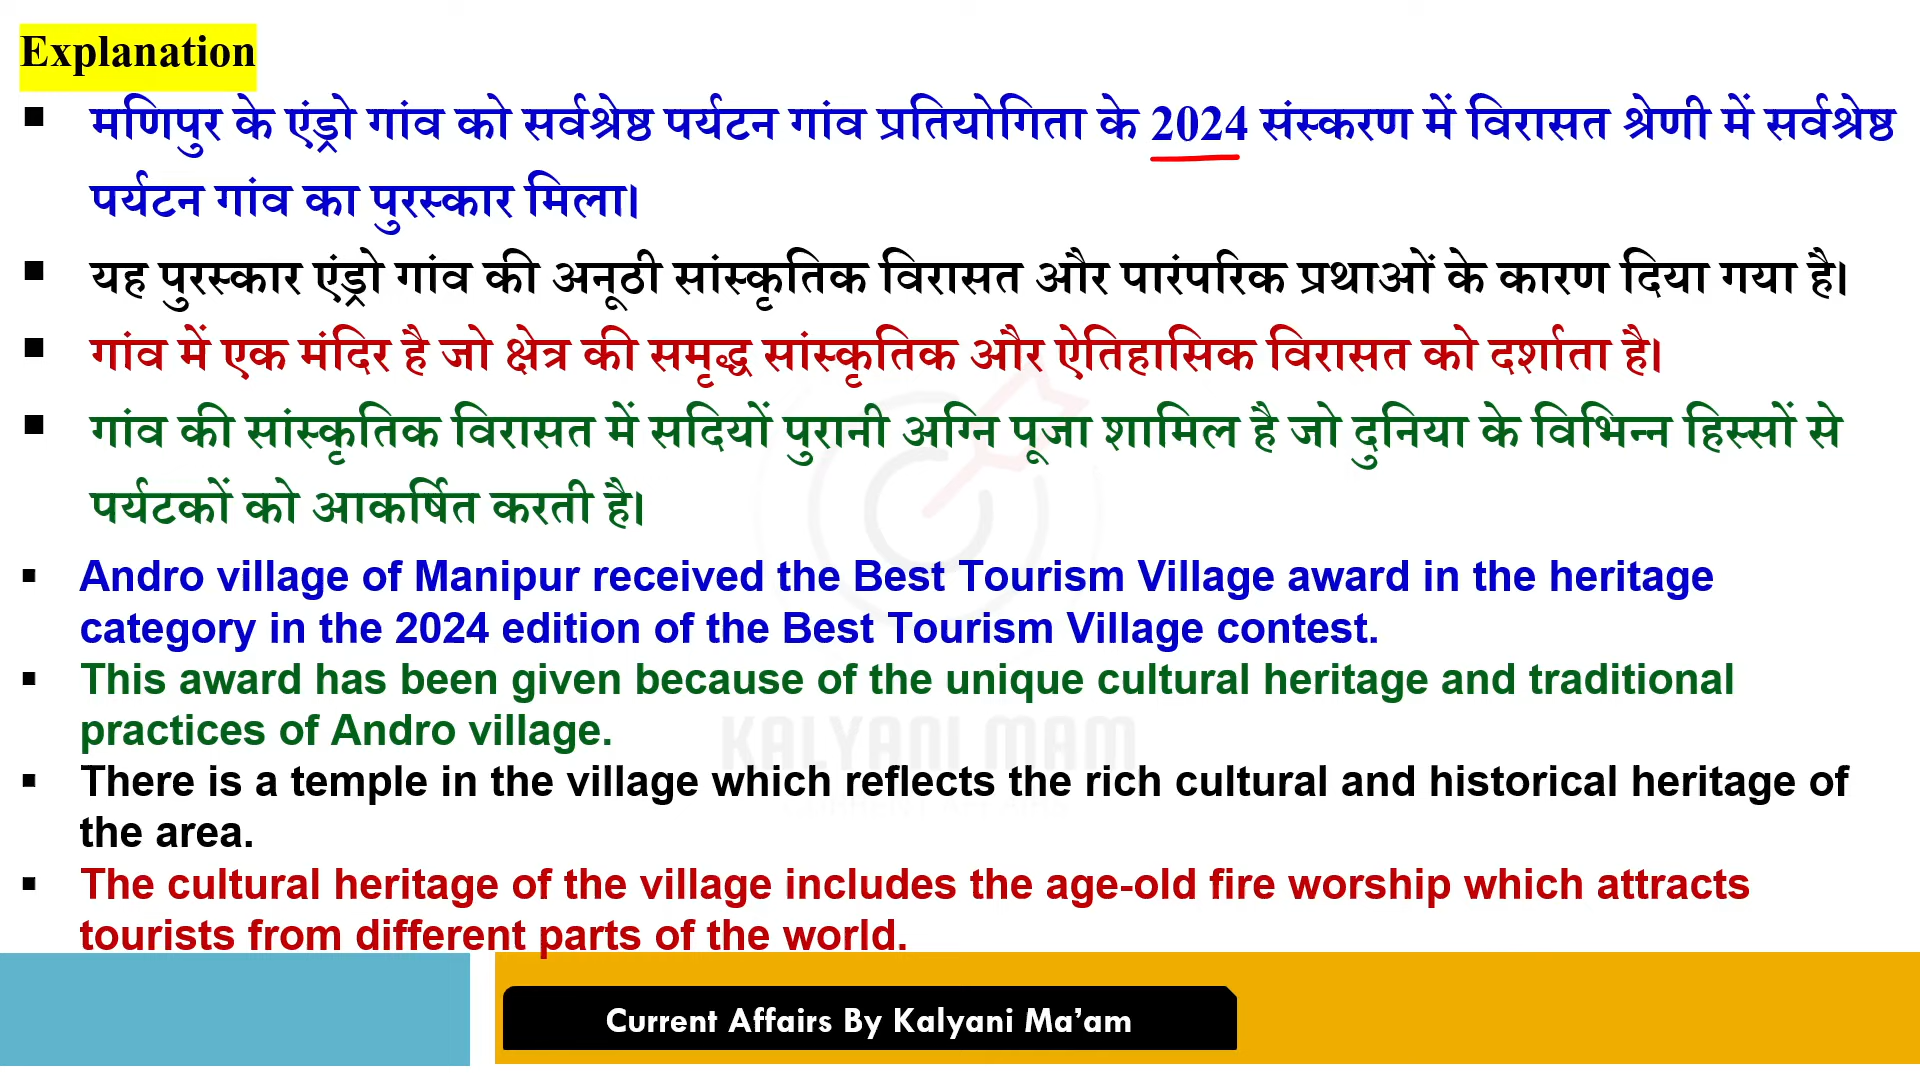 Explanation
मणिपुर के एंड्रो गांव को सर्वश्रेष्ठ पर्यटन गांव प्रतियोगिता के 2024 संस्करण में विरासत श्रेणी में सर्वश्रेष्ठ
पर्यटन गांव का पुरस्कार मिला।
यह पुरस्कार एंड्रो गांव की अनूठी सांस्कृतिक विरासत और पारंपरिक प्रथाओं के कारण दिया गया है।
गांव में एक मंदिर है जो क्षेत्र की समृद्ध सांस्कृतिक और ऐतिहासिक विरासत को दर्शाता है।
गांव की सांस्कृतिक विरासत में सदियों पुरानी अग्नि पूजा शामिल है जो दुनिया के विभिन्न हिस्सों से
पर्यटकों को आकर्षित करती है।
Andro village of Manipur received the Best Tourism Village award in the heritage
category in the 2024 edition of the Best Tourism Village contest.
This award has been given because of the unique cultural heritage and traditional
practices of Andro village.
KALYANI MAM
There is a temple in the village which reflects the rich cultural and historical heritage of
the area.
The cultural heritage of the village includes the age-old fire worship which attracts
tourists from different parts of the world.
Current Affairs By Kalyani Ma’am